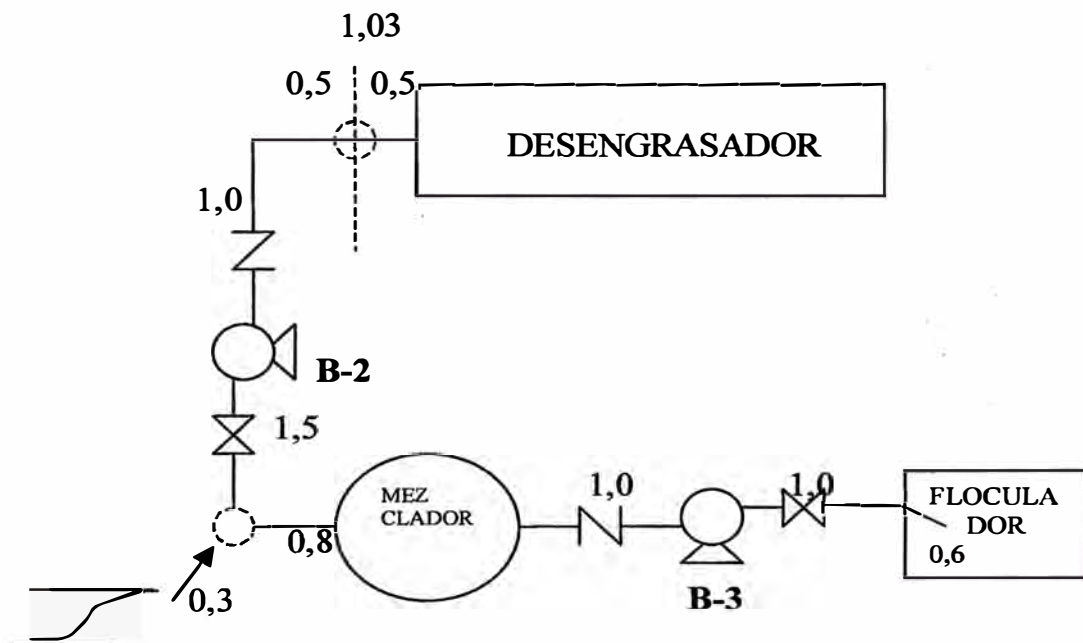 1,03
0,5 0,5
DESENGRASADOR
1,0
B-2
1,5
MEZ
CLADOR
1,0
1,0
FLOCULA
DOR
0,6
0,8
0,3
B-3